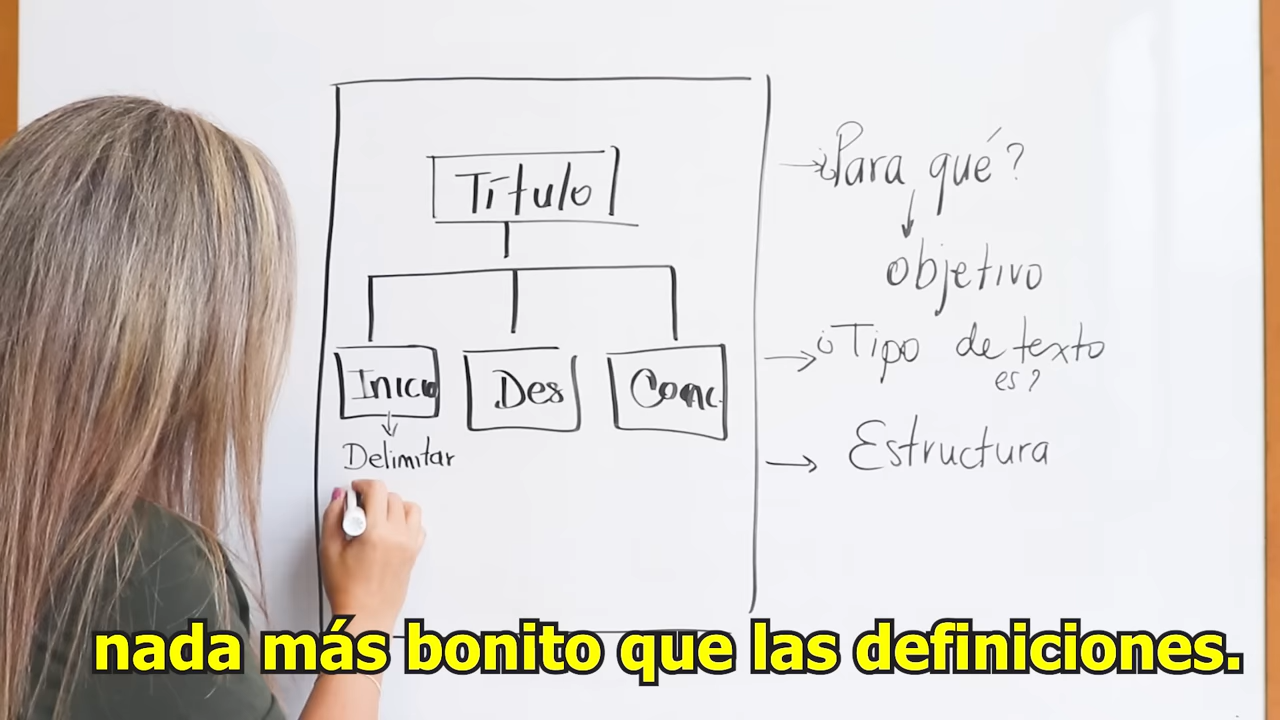 Título
Inicio
Des
Conc.
Delimitar
¿Para qué?
objetivo
¿Tipo de texto
es?
Estructura
nada más bonito que las definiciones.